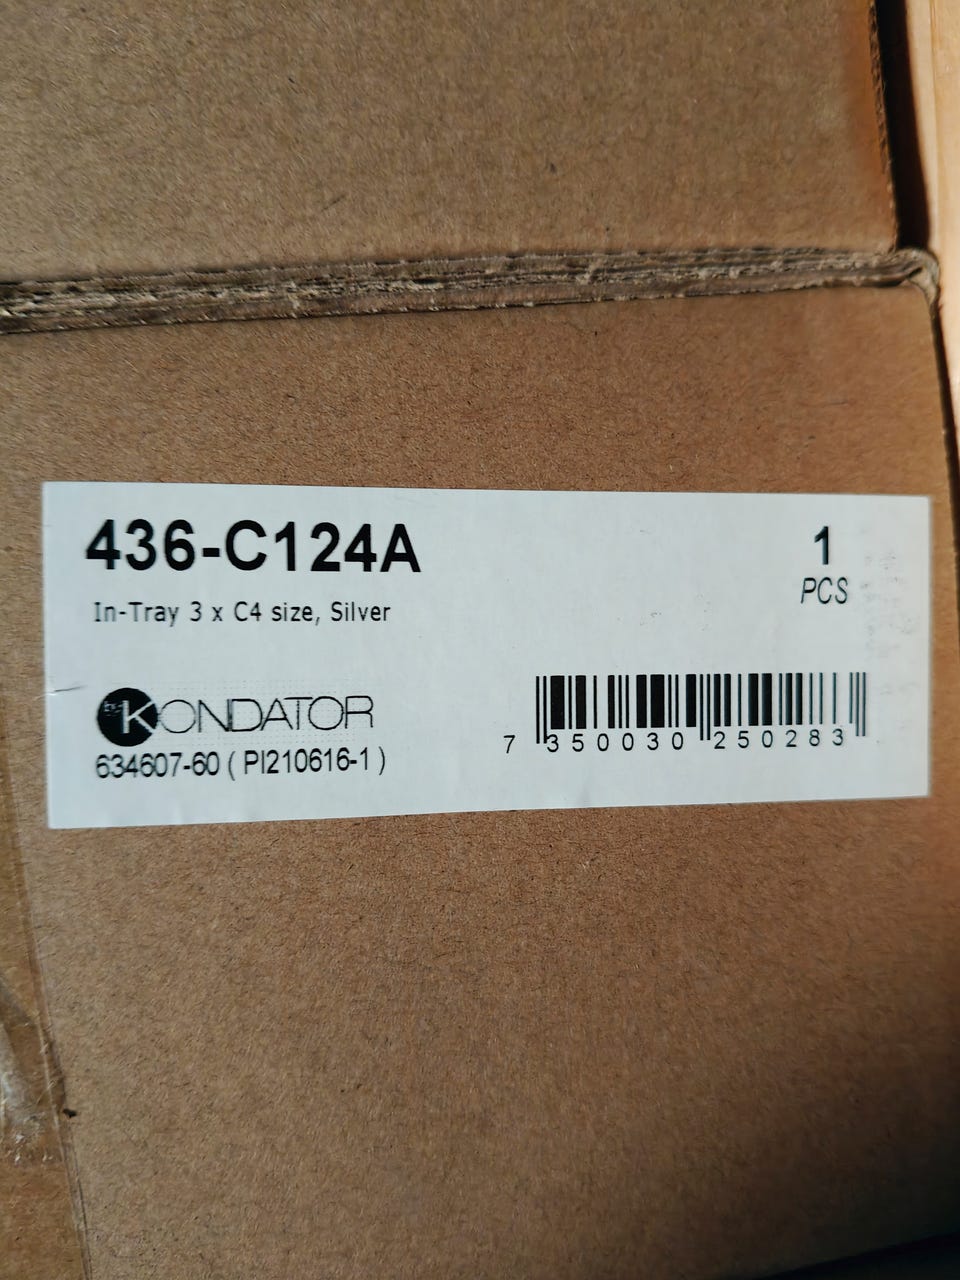 436-C124A
1
PCS
In-Tray 3 x C4 size, Silver
KONDATOR
634607-60 ( PI210616-1 )
7 350030 250283